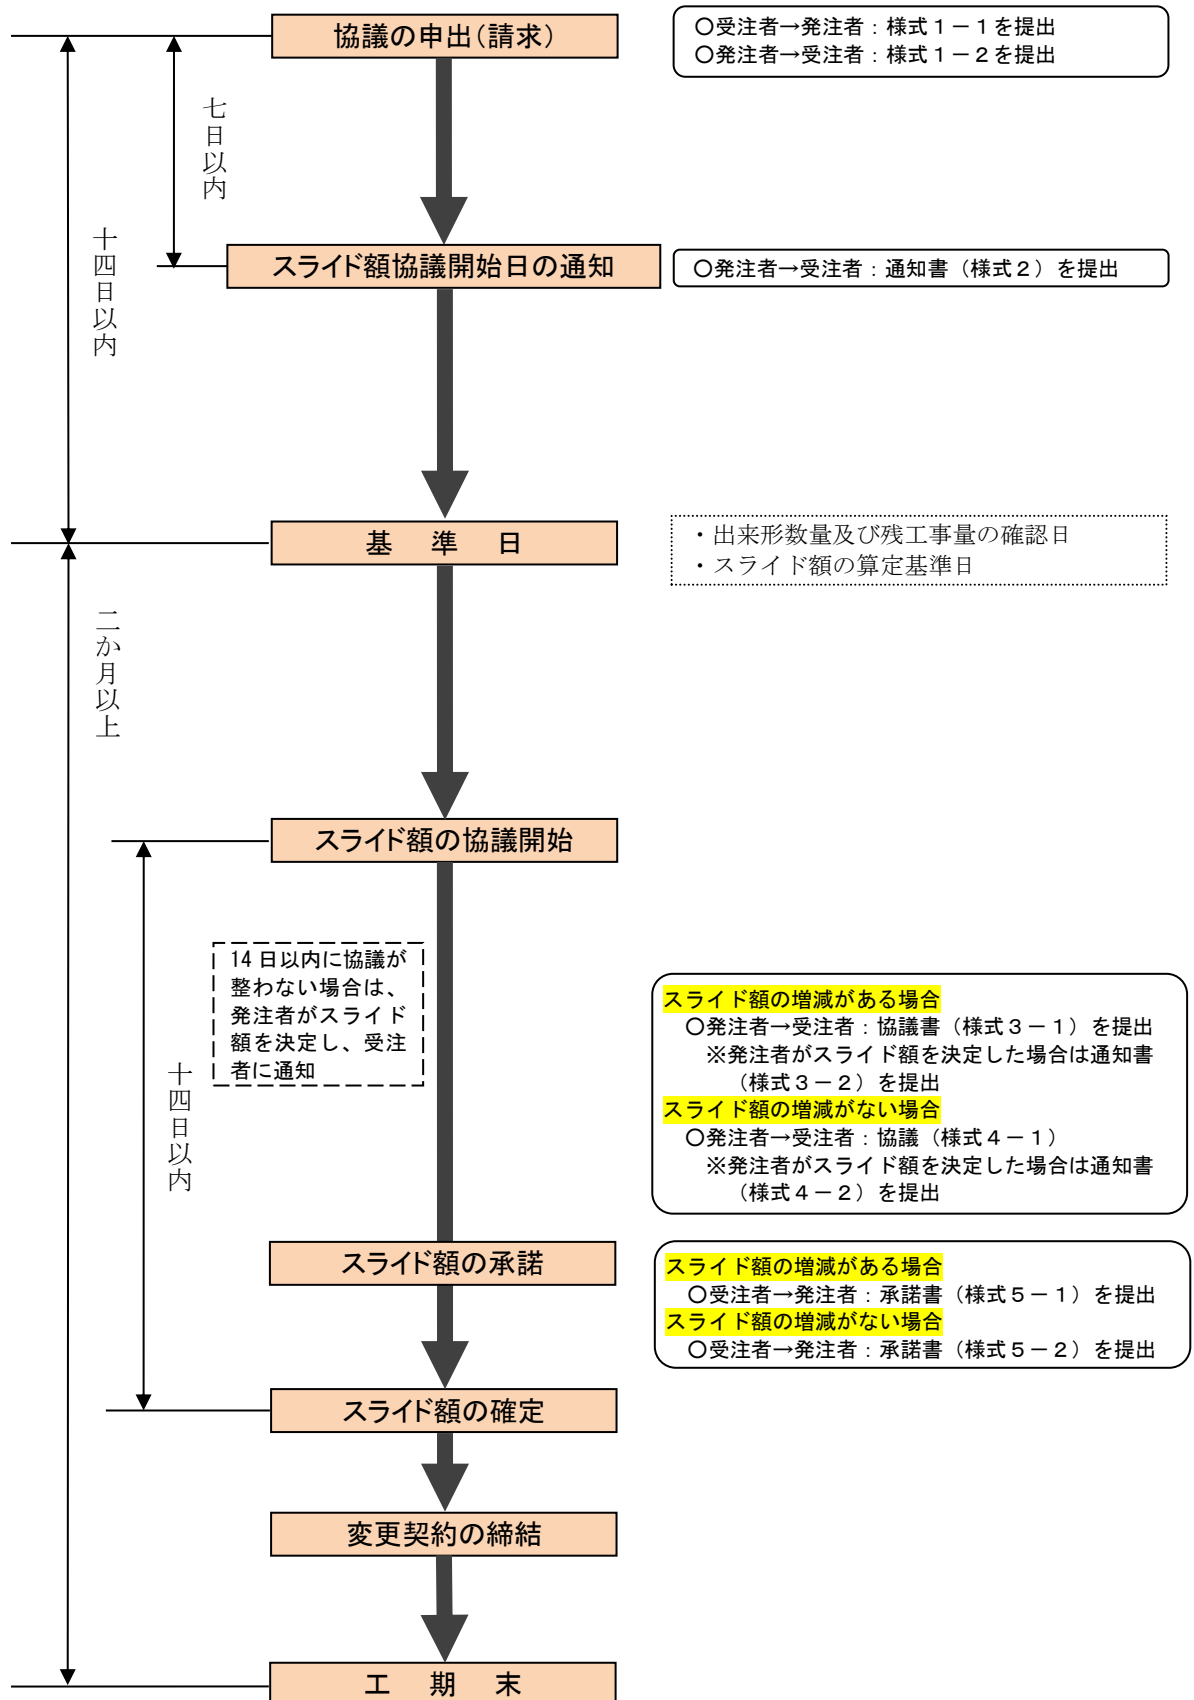 協議の申出（請求）
〇受注者→発注者：様式１－１を提出
〇発注者→受注者：様式１－２を提出
七日以内
十四日以内
スライド額協議開始日の通知
〇発注者→受注者：通知書（様式２）を提出
基　準　日
・出来形数量及び残工事量の確認日
・スライド額の算定基準日
二か月以上
スライド額の協議開始
14 日以内に協議が
整わない場合は、
発注者がスライド
額を決定し、受注
者に通知
十四日以内
スライド額の増減がある場合
〇発注者→受注者：協議書（様式３－１）を提出
※発注者がスライド額を決定した場合は通知書
（様式３－２）を提出
スライド額の増減がない場合
〇発注者→受注者：協議（様式４－１）
※発注者がスライド額を決定した場合は通知書
（様式４－２）を提出
スライド額の承諾
スライド額の増減がある場合
〇受注者→発注者：承諾書（様式５－１）を提出
スライド額の増減がない場合
〇受注者→発注者：承諾書（様式５－２）を提出
スライド額の確定
変更契約の締結
工　期　末